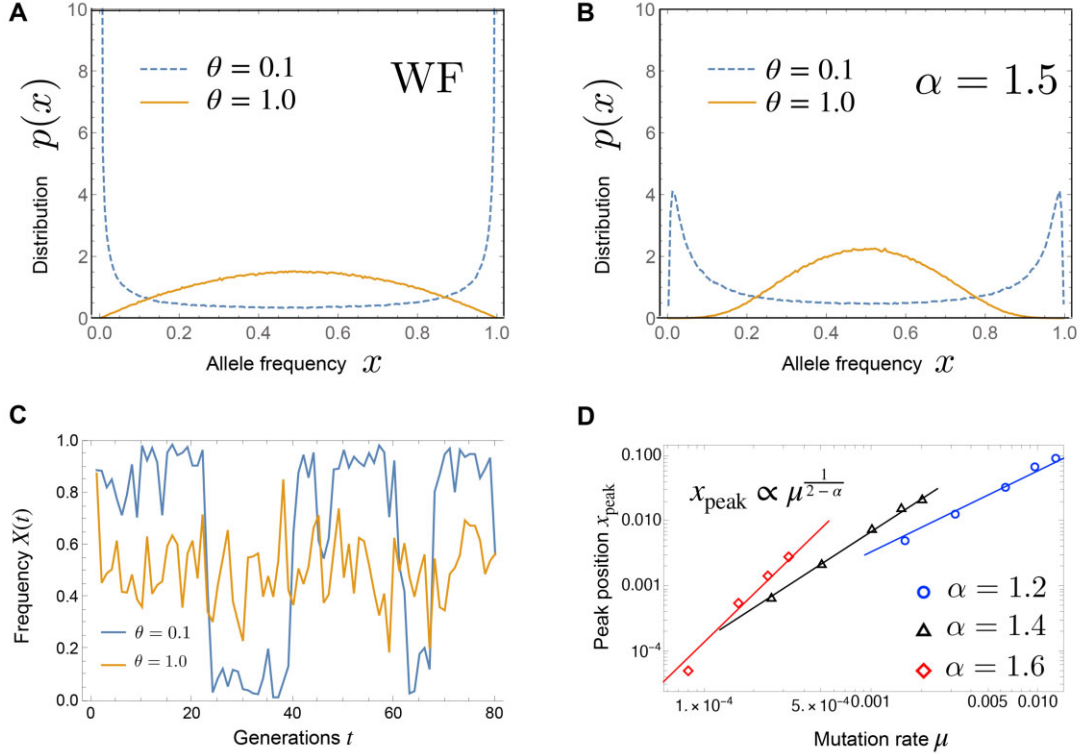 A
10
8
6
4
2
0
0.0 0.2 0.4 0.6 0.8 1.0
Distribution p(x)
θ = 0.1
θ = 1.0
WF
Allele frequency x
B
10
8
6
4
2
0
0.0 0.2 0.4 0.6 0.8 1.0
Distribution p(x)
θ = 0.1
θ = 1.0
α = 1.5
Allele frequency x
C
1.0
0.8
0.6
0.4
0.2
0.0
0 20 40 60 80
Frequency X(t)
θ = 0.1
θ = 1.0
Generations t
D
0.100
0.010
0.001
10⁻⁴
1. × 10⁻⁴ 5. × 10⁻⁴ 0.001 0.005 0.010
Peak position x_peak
x_peak ∝ μ^{1/(2 − α)}
α = 1.2
α = 1.4
α = 1.6
Mutation rate μ